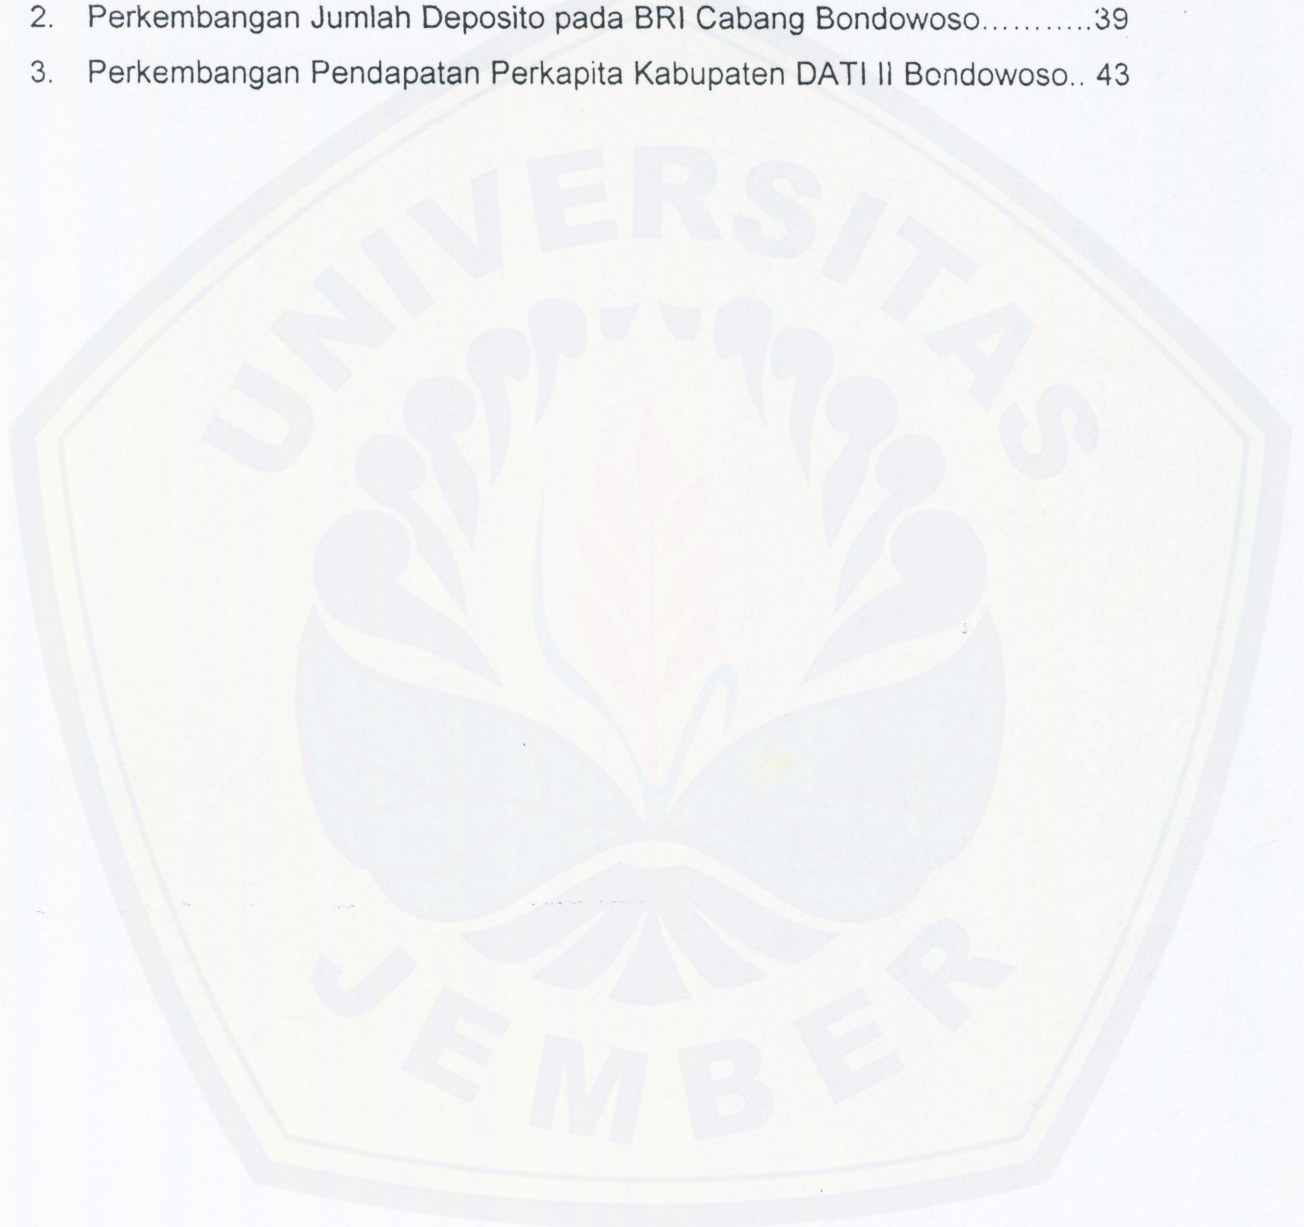 2. Perkembangan Jumlah Deposito pada BRI Cabang Bondowoso...........39
3. Perkembangan Pendapatan Perkapita Kabupaten DATI II Bondowoso.. 43
UNIVERSITAS
JEMBER